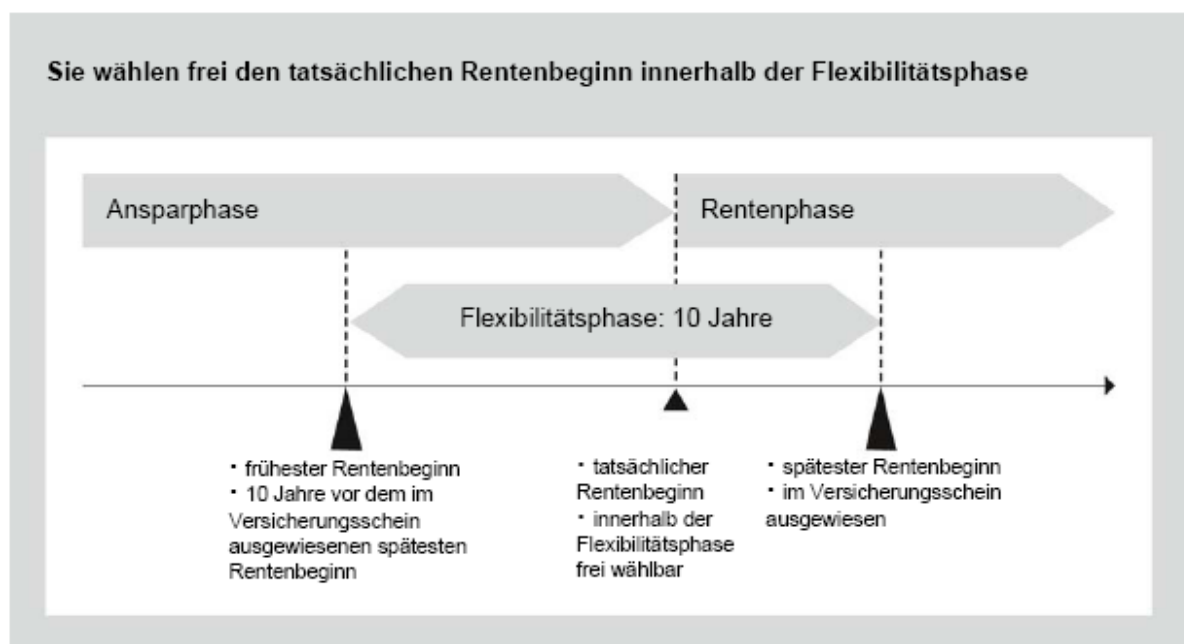 Sie wählen frei den tatsächlichen Rentenbeginn innerhalb der Flexibilitätsphase
Ansparphase
Rentenphase
Flexibilitätsphase: 10 Jahre
· frühester Rentenbeginn
· 10 Jahre vor dem im
Versicherungsschein
ausgewiesenen spätesten
Rentenbeginn
· tatsächlicher
Rentenbeginn
· innerhalb der
Flexibilitätsphase
frei wählbar
· spätester Rentenbeginn
· im Versicherungsschein
ausgewiesen